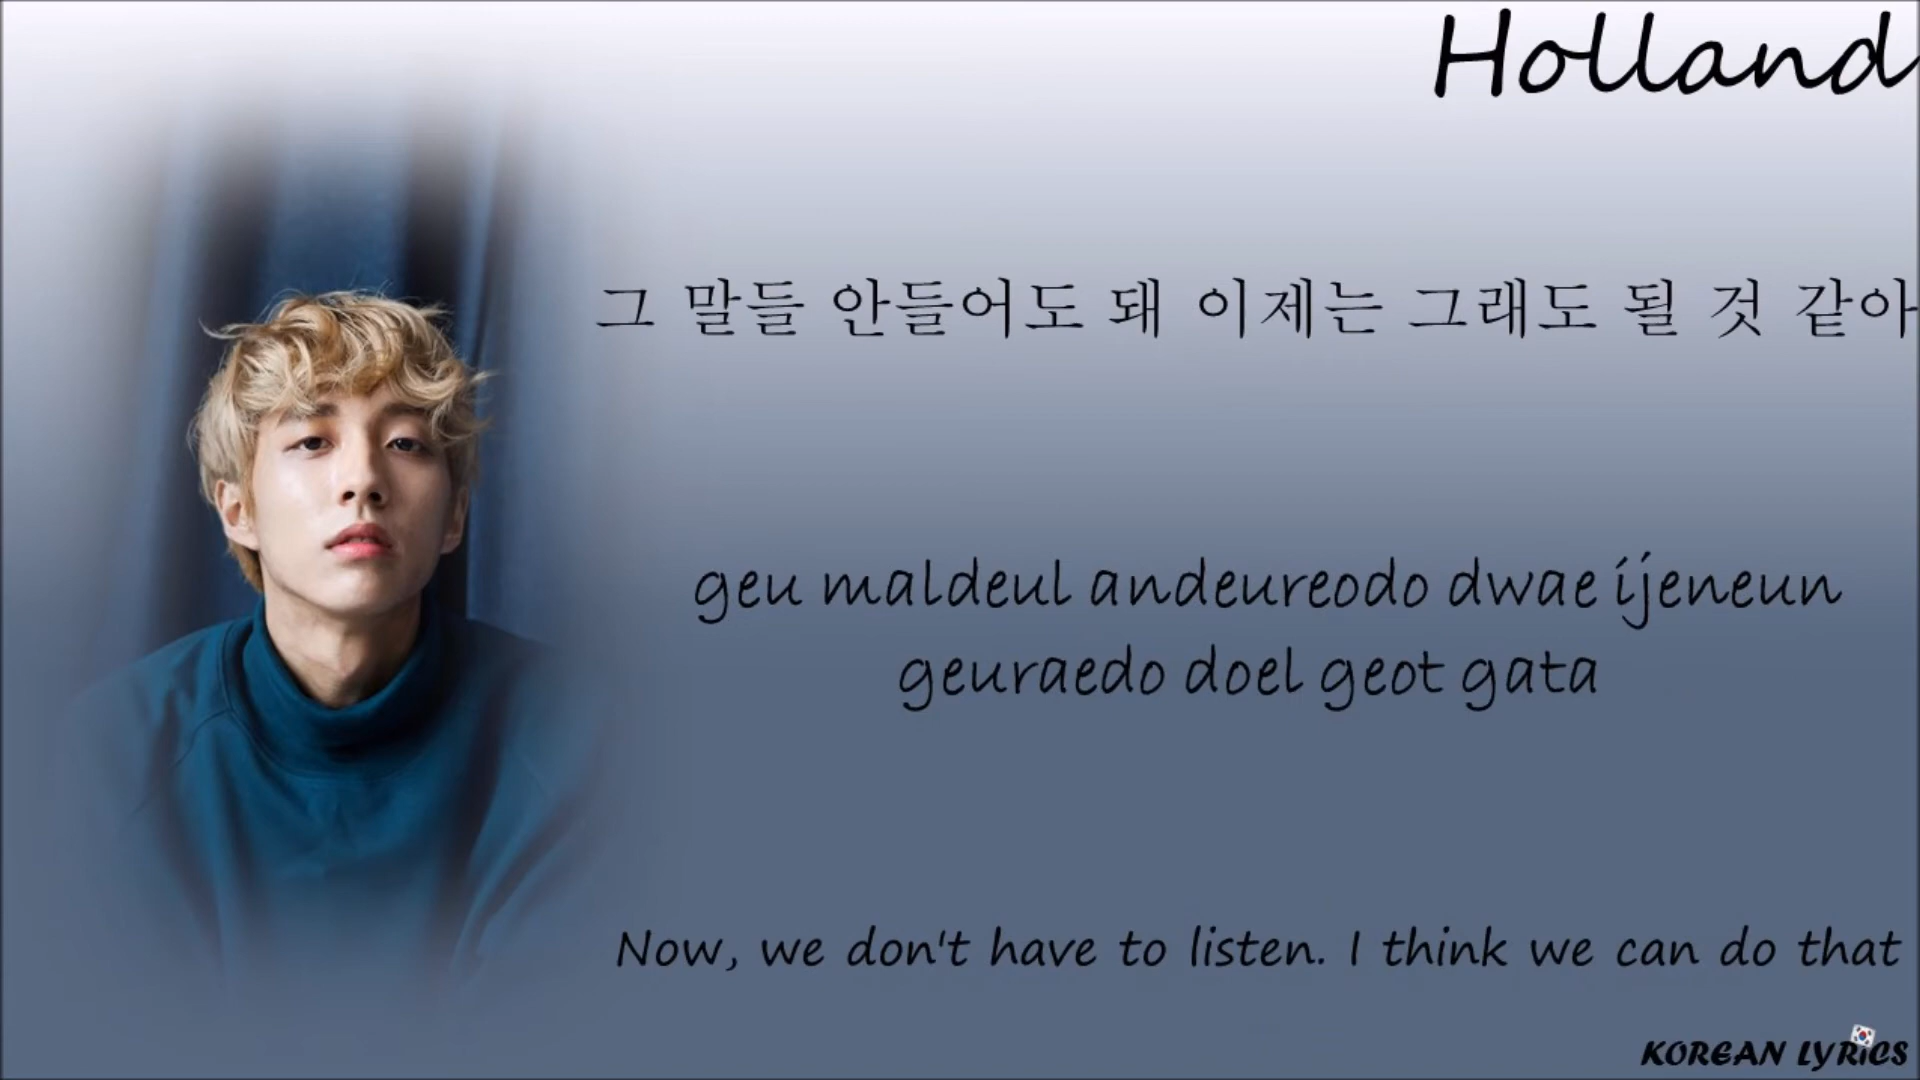 Holland
그 말들 안들어도 돼 이제는 그래도 될 것 같아
geu maldeul andeureodo dwae ijeneun
geuraedo doel geot gata
Now, we don't have to listen. I think we can do that
KOREAN LYRICS